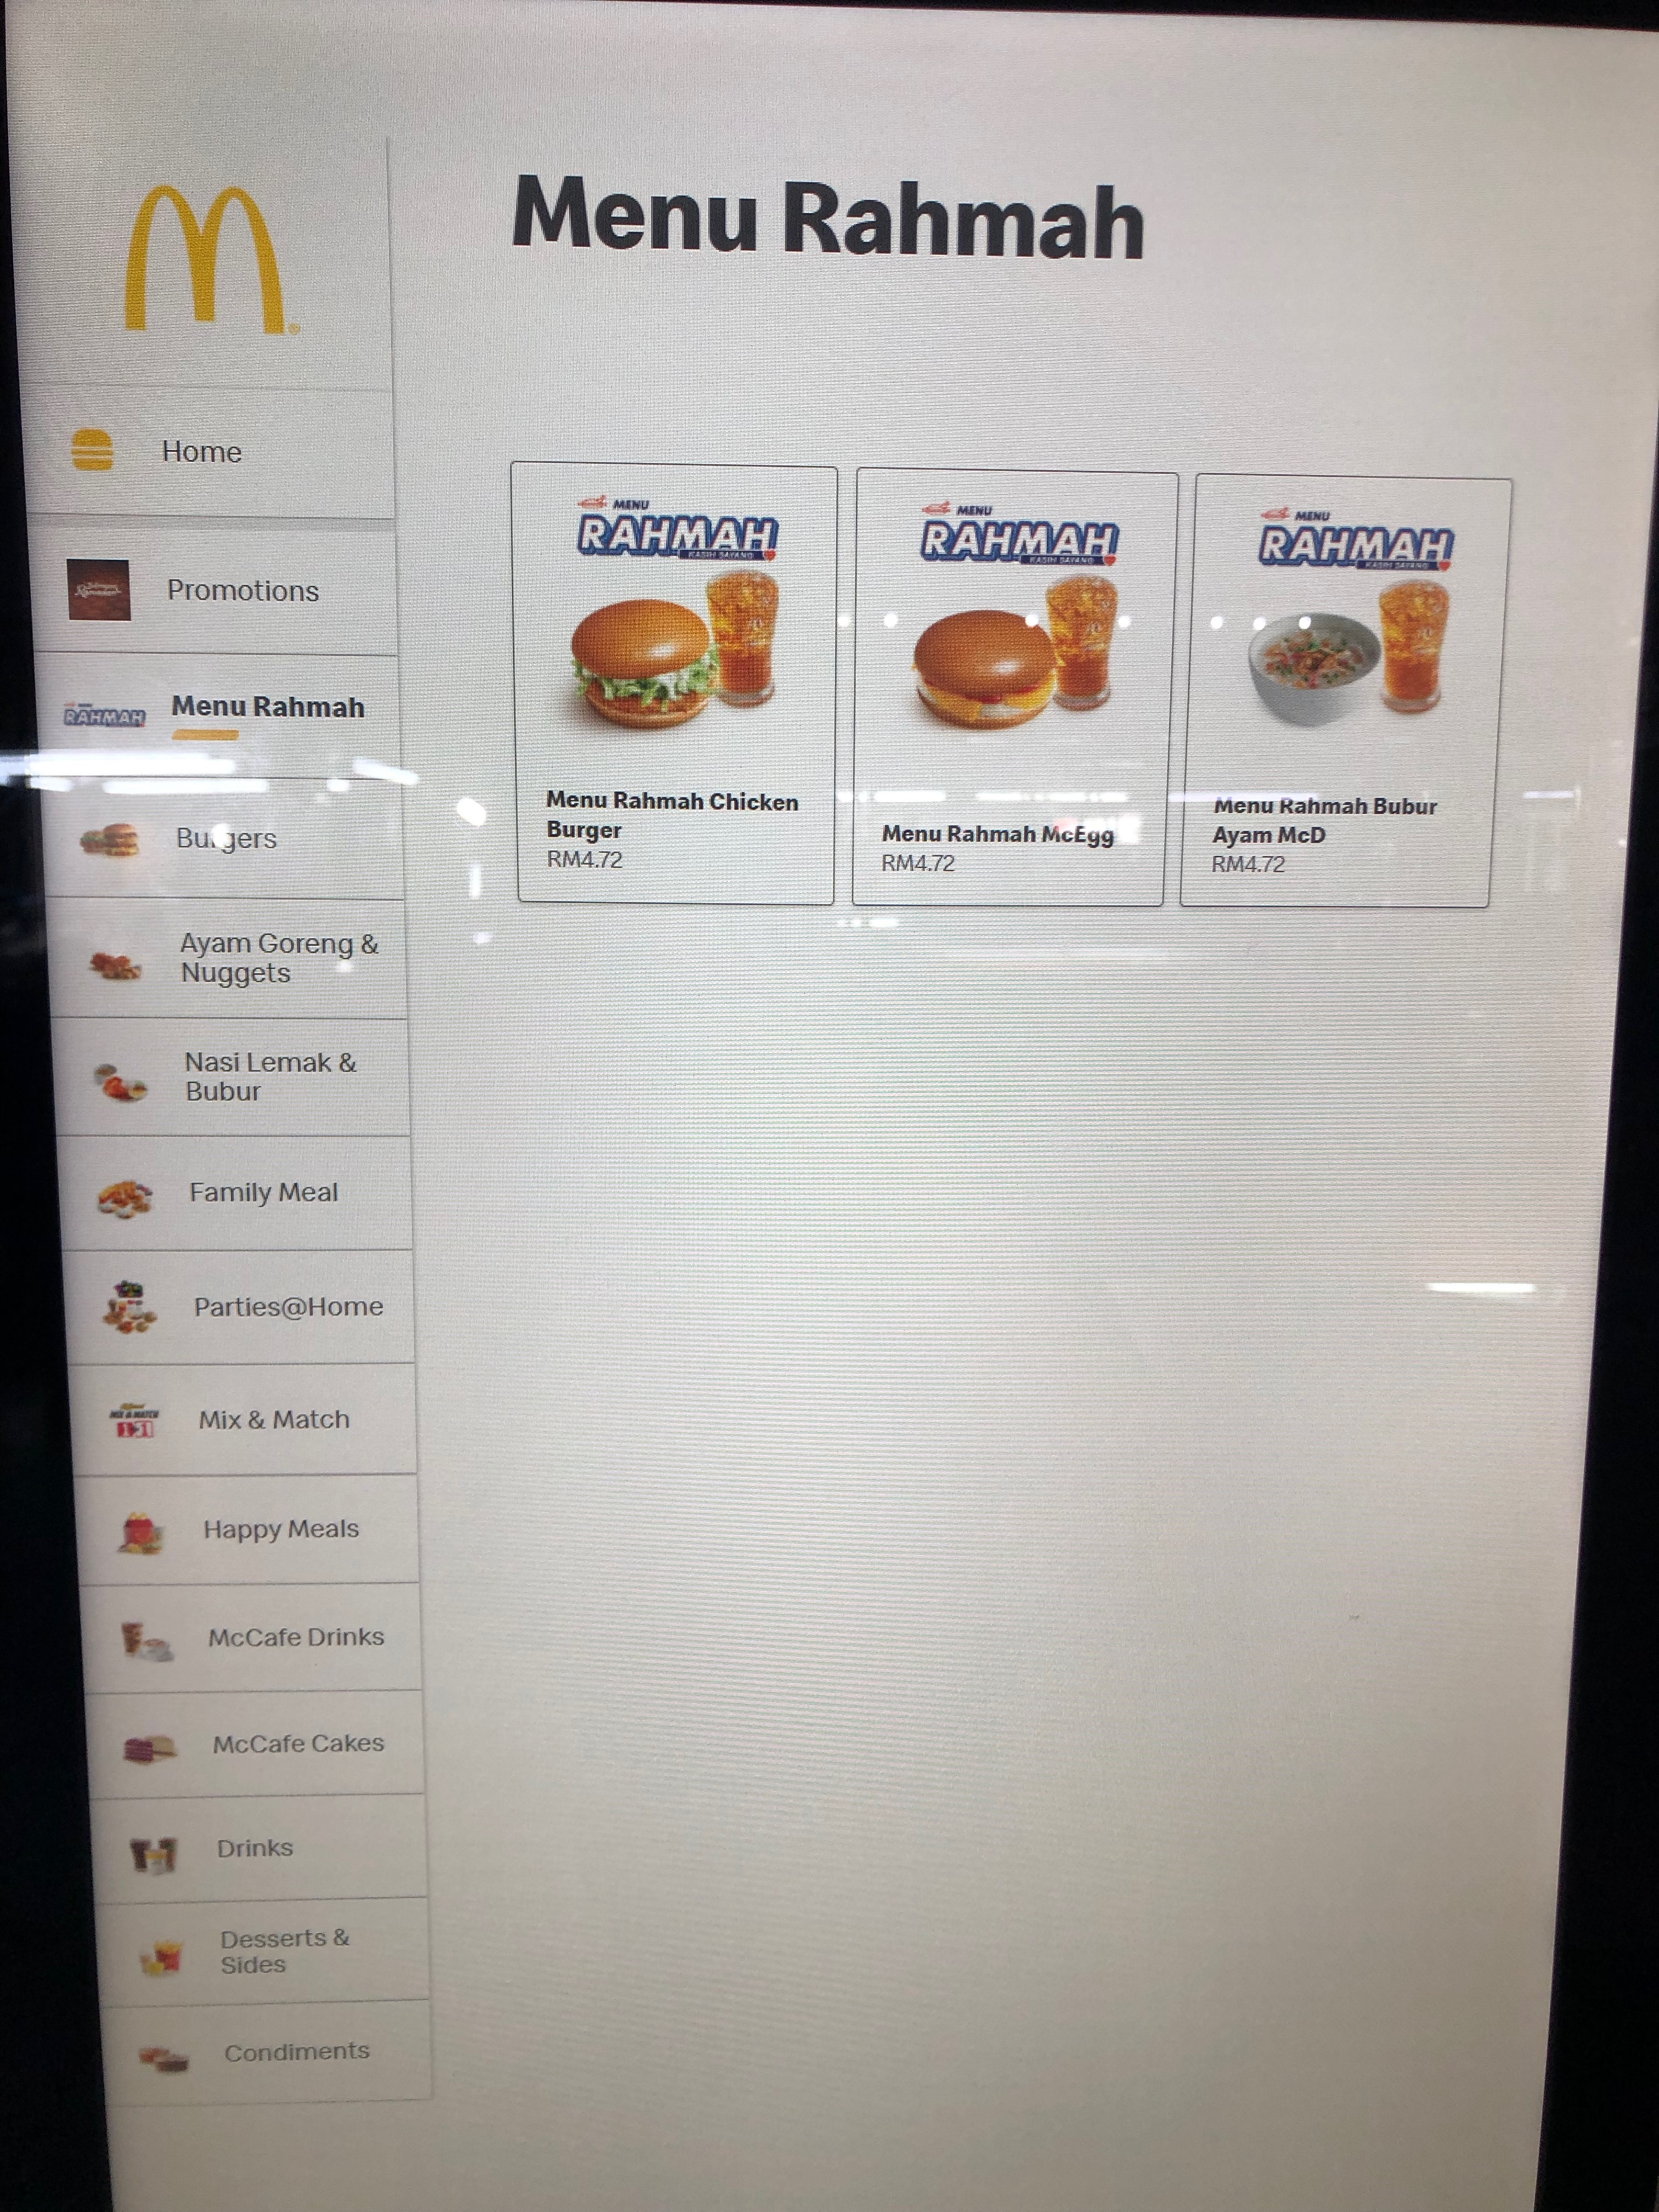 Menu Rahmah
Home
Promotions
RAHMAH
Menu Rahmah
Burgers
Ayam Goreng &
Nuggets
Nasi Lemak &
Bubur
Family Meal
Parties@Home
MIX & MATCH
Mix & Match
Happy Meals
McCafe Drinks
McCafe Cakes
Drinks
Desserts &
Sides
Condiments
MENU
RAHMAH
KASIH SAYANG
Menu Rahmah Chicken
Burger
RM4.72
MENU
RAHMAH
KASIH SAYANG
Menu Rahmah McEgg
RM4.72
MENU
RAHMAH
KASIH SAYANG
Menu Rahmah Bubur
Ayam McD
RM4.72